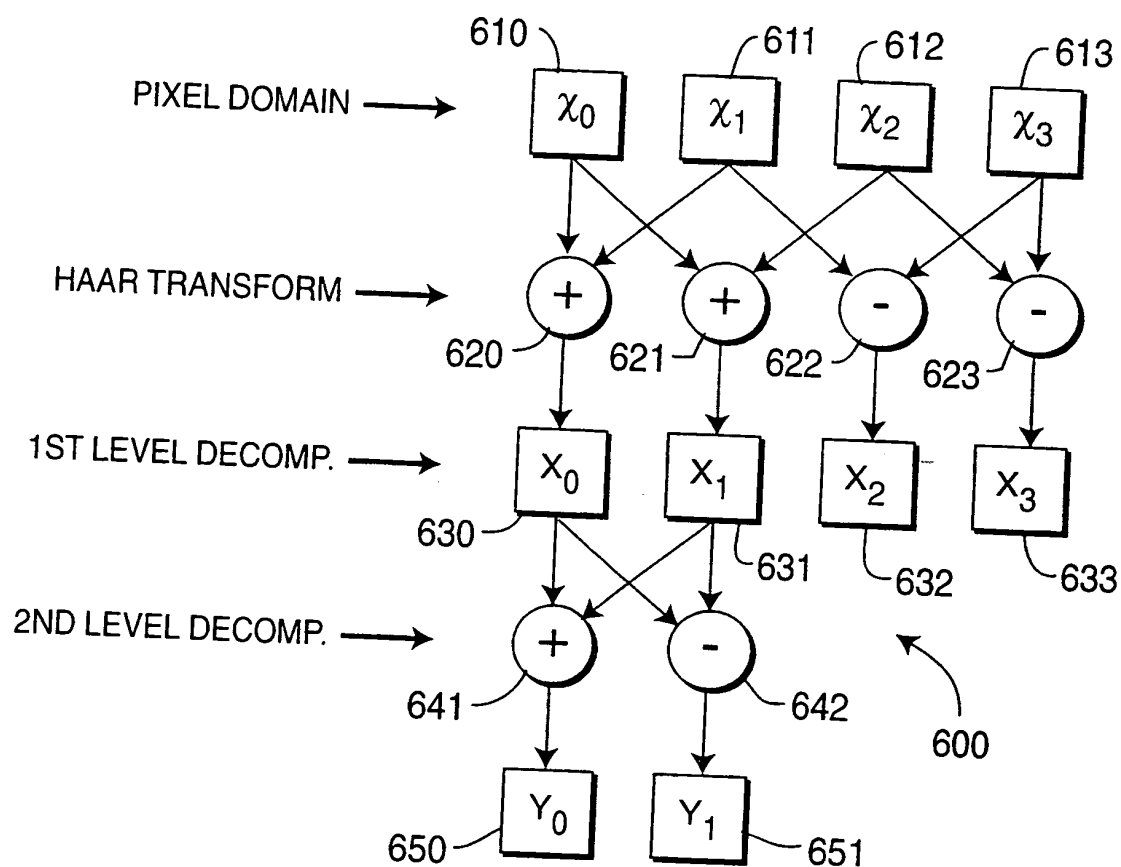 610 611 612 613
PIXEL DOMAIN χ0 χ1 χ2 χ3
HAAR TRANSFORM + + - -
620 621 622 623
1ST LEVEL DECOMP. X0 X1 X2 X3
630 631 632 633
2ND LEVEL DECOMP. + -
641 642 600
Y0 Y1
650 651